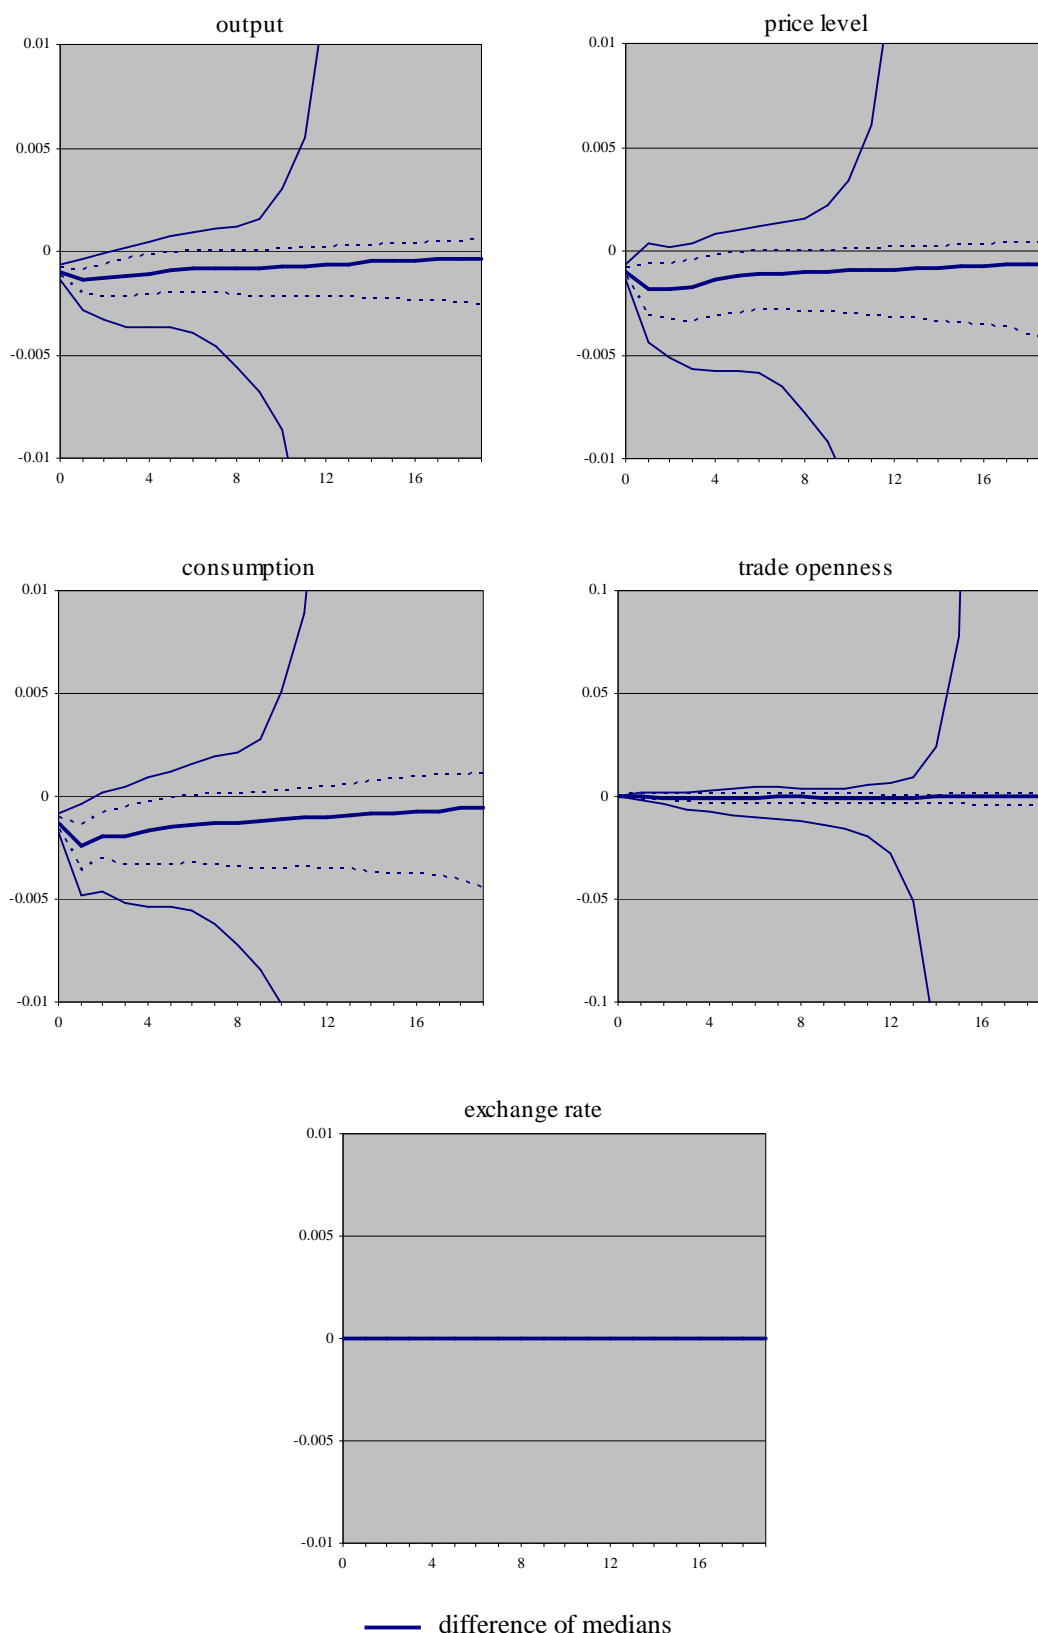 output
price level
0.01
0.005
0
-0.005
-0.01
0 4 8 12 16
0.01
0.005
0
-0.005
-0.01
0 4 8 12 16
consumption
trade openness
0.01
0.005
0
-0.005
-0.01
0 4 8 12 16
0.1
0.05
0
-0.05
-0.1
0 4 8 12 16
exchange rate
0.01
0.005
0
-0.005
-0.01
0 4 8 12 16
difference of medians